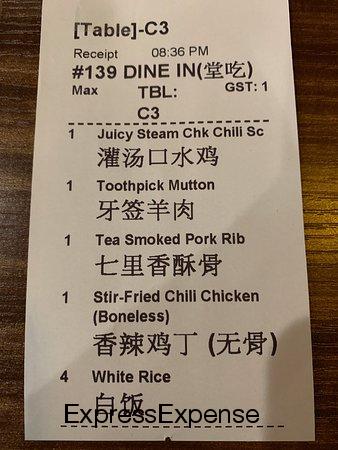 [Table]-C3
Receipt 08:36 PM
#139 DINE IN(堂吃)
Max TBL: GST: 1
C3
1 Juicy Steam Chk Chili Sc
灌汤口水鸡
1 Toothpick Mutton
牙签羊肉
1 Tea Smoked Pork Rib
七里香酥骨
1 Stir-Fried Chili Chicken
(Boneless)
香辣鸡丁 (无骨)
4 White Rice
白饭
ExpressExpense